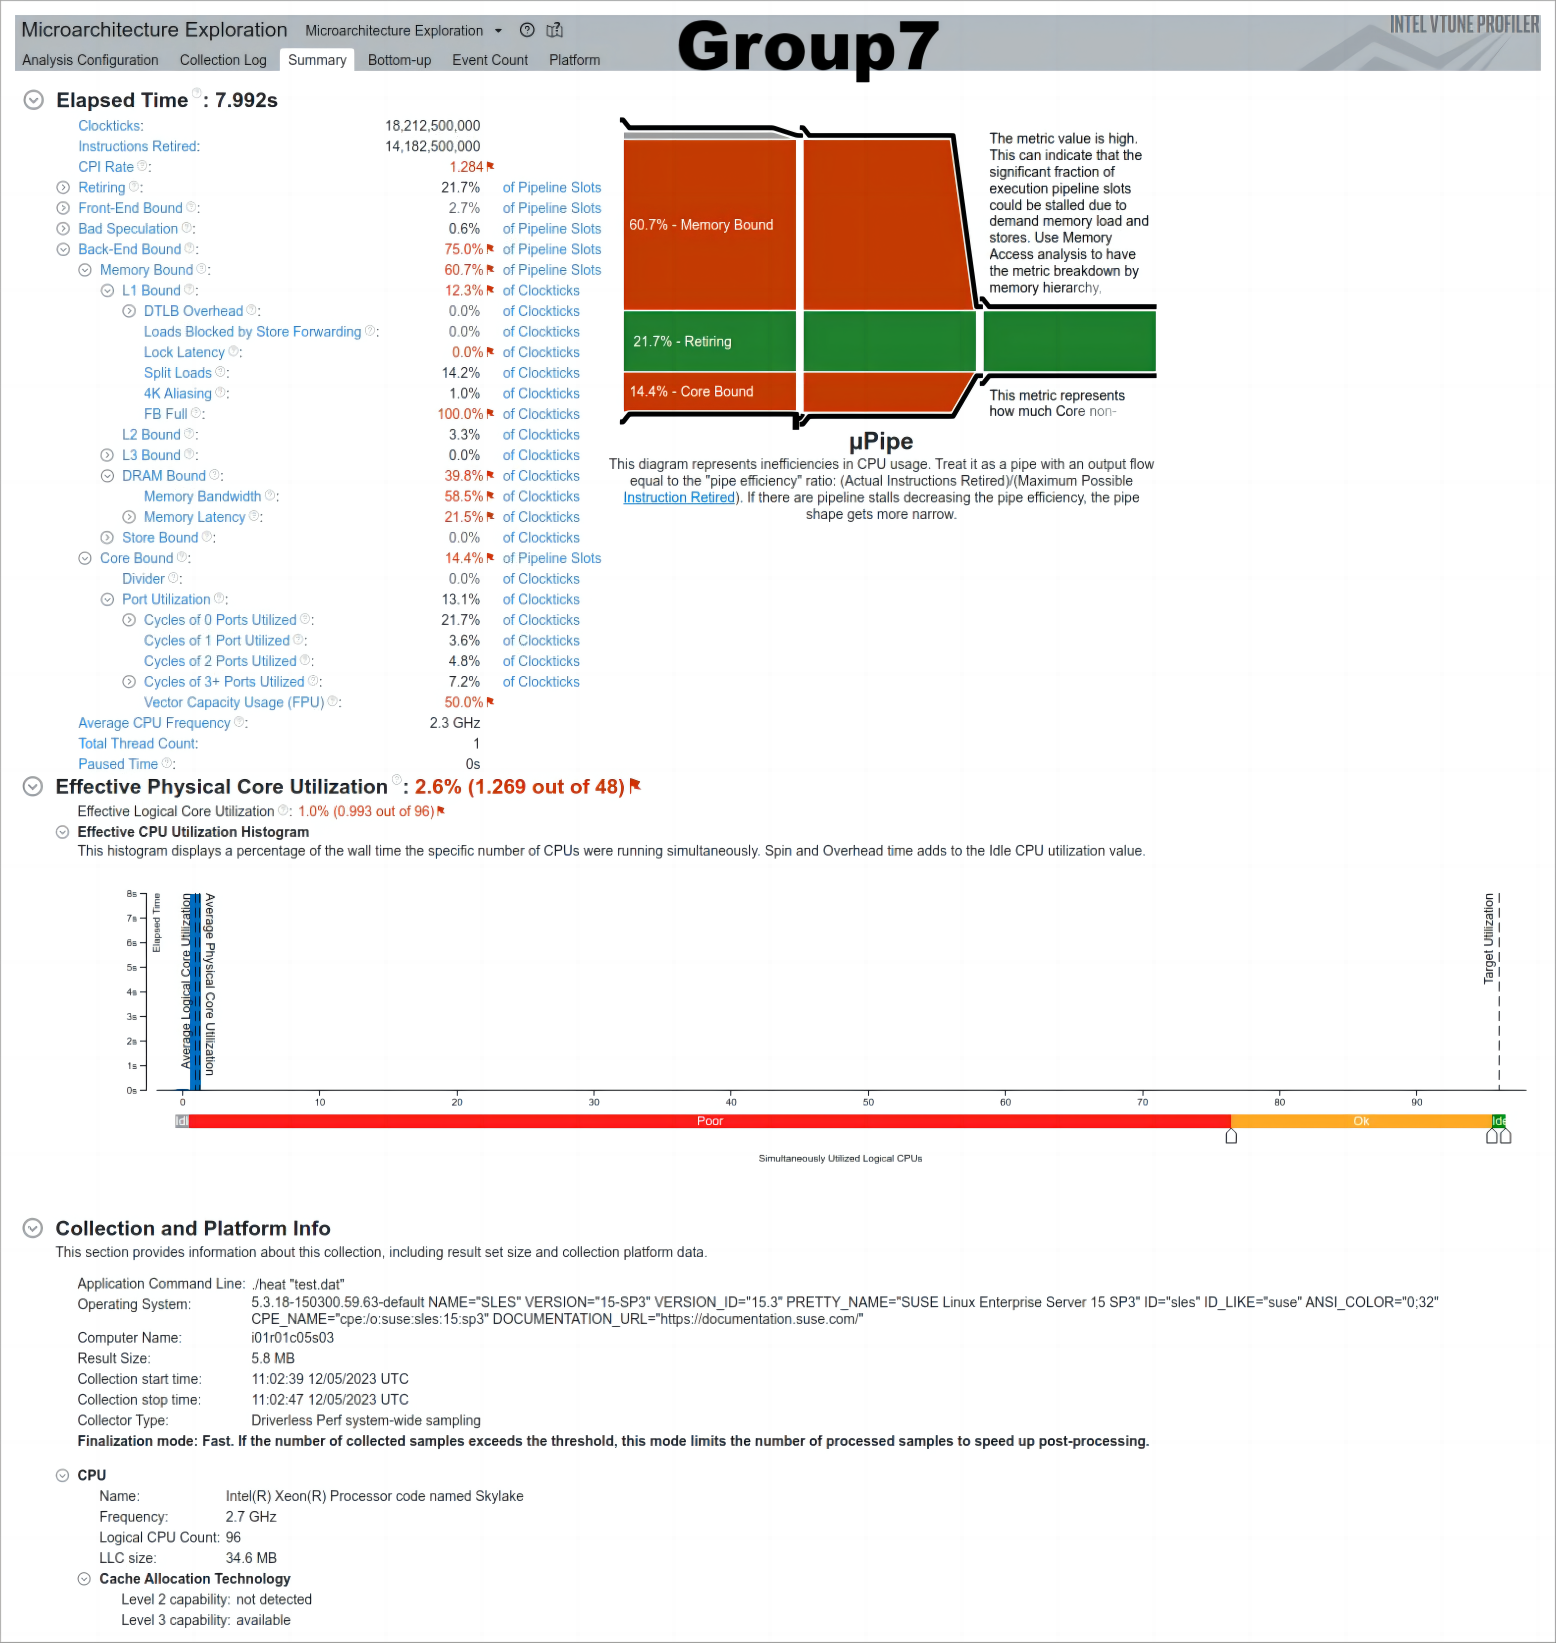 Microarchitecture Exploration Microarchitecture Exploration
Group7
INTEL VTUNE PROFILER
Analysis Configuration Collection Log Summary Bottom-up Event Count Platform
Elapsed Time: 7.992s
Clockticks: 18,212,500,000
Instructions Retired: 14,182,500,000
CPI Rate: 1.284
Retiring: 21.7% of Pipeline Slots
Front-End Bound: 2.7% of Pipeline Slots
Bad Speculation: 0.6% of Pipeline Slots
Back-End Bound: 75.0% of Pipeline Slots
Memory Bound: 60.7% of Pipeline Slots
L1 Bound: 12.3% of Clockticks
DTLB Overhead: 0.0% of Clockticks
Loads Blocked by Store Forwarding: 0.0% of Clockticks
Lock Latency: 0.0% of Clockticks
Split Loads: 14.2% of Clockticks
4K Aliasing: 1.0% of Clockticks
FB Full: 100.0% of Clockticks
L2 Bound: 3.3% of Clockticks
L3 Bound: 0.0% of Clockticks
DRAM Bound: 39.8% of Clockticks
Memory Bandwidth: 58.5% of Clockticks
Memory Latency: 21.5% of Clockticks
Store Bound: 0.0% of Clockticks
Core Bound: 14.4% of Pipeline Slots
Divider: 0.0% of Clockticks
Port Utilization: 13.1% of Clockticks
Cycles of 0 Ports Utilized: 21.7% of Clockticks
Cycles of 1 Port Utilized: 3.6% of Clockticks
Cycles of 2 Ports Utilized: 4.8% of Clockticks
Cycles of 3+ Ports Utilized: 7.2% of Clockticks
Vector Capacity Usage (FPU): 50.0%
Average CPU Frequency: 2.3 GHz
Total Thread Count: 1
Paused Time: 0s
60.7% - Memory Bound
21.7% - Retiring
14.4% - Core Bound
The metric value is high.
This can indicate that the
significant fraction of
execution pipeline slots
could be stalled due to
demand memory load and
stores. Use Memory
Access analysis to have
the metric breakdown by
memory hierarchy.
This metric represents
how much Core non-
µPipe
This diagram represents inefficiencies in CPU usage. Treat it as a pipe with an output flow
equal to the "pipe efficiency" ratio: (Actual Instructions Retired)/(Maximum Possible
Instruction Retired). If there are pipeline stalls decreasing the pipe efficiency, the pipe
shape gets more narrow.
Effective Physical Core Utilization: 2.6% (1.269 out of 48)
Effective Logical Core Utilization: 1.0% (0.993 out of 96)
Effective CPU Utilization Histogram
This histogram displays a percentage of the wall time the specific number of CPUs were running simultaneously. Spin and Overhead time adds to the Idle CPU utilization value.
8s
7s
6s
5s
4s
3s
2s
1s
0s
Elapsed Time
Average Logical Core Utilization
Average Physical Core Utilization
Target Utilization
0 10 20 30 40 50 60 70 80 90
Idl Poor Ok Ide
Simultaneously Utilized Logical CPUs
Collection and Platform Info
This section provides information about this collection, including result set size and collection platform data.
Application Command Line: ./heat "test.dat"
Operating System: 5.3.18-150300.59.63-default NAME="SLES" VERSION="15-SP3" VERSION_ID="15.3" PRETTY_NAME="SUSE Linux Enterprise Server 15 SP3" ID="sles" ID_LIKE="suse" ANSI_COLOR="0;32"
CPE_NAME="cpe:/o:suse:sles:15:sp3" DOCUMENTATION_URL="https://documentation.suse.com/"
Computer Name: i01r01c05s03
Result Size: 5.8 MB
Collection start time: 11:02:39 12/05/2023 UTC
Collection stop time: 11:02:47 12/05/2023 UTC
Collector Type: Driverless Perf system-wide sampling
Finalization mode: Fast. If the number of collected samples exceeds the threshold, this mode limits the number of processed samples to speed up post-processing.
CPU
Name: Intel(R) Xeon(R) Processor code named Skylake
Frequency: 2.7 GHz
Logical CPU Count: 96
LLC size: 34.6 MB
Cache Allocation Technology
Level 2 capability: not detected
Level 3 capability: available